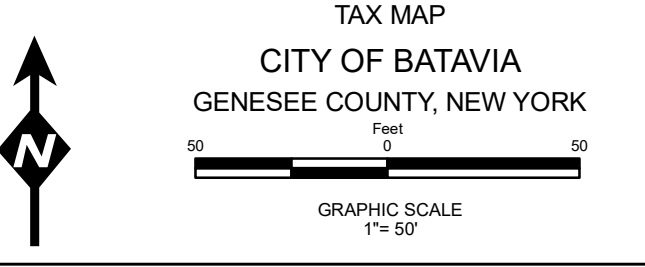 TAX MAP
CITY OF BATAVIA
GENESEE COUNTY, NEW YORK
Feet
50 0 50
N
GRAPHIC SCALE
1"= 50'